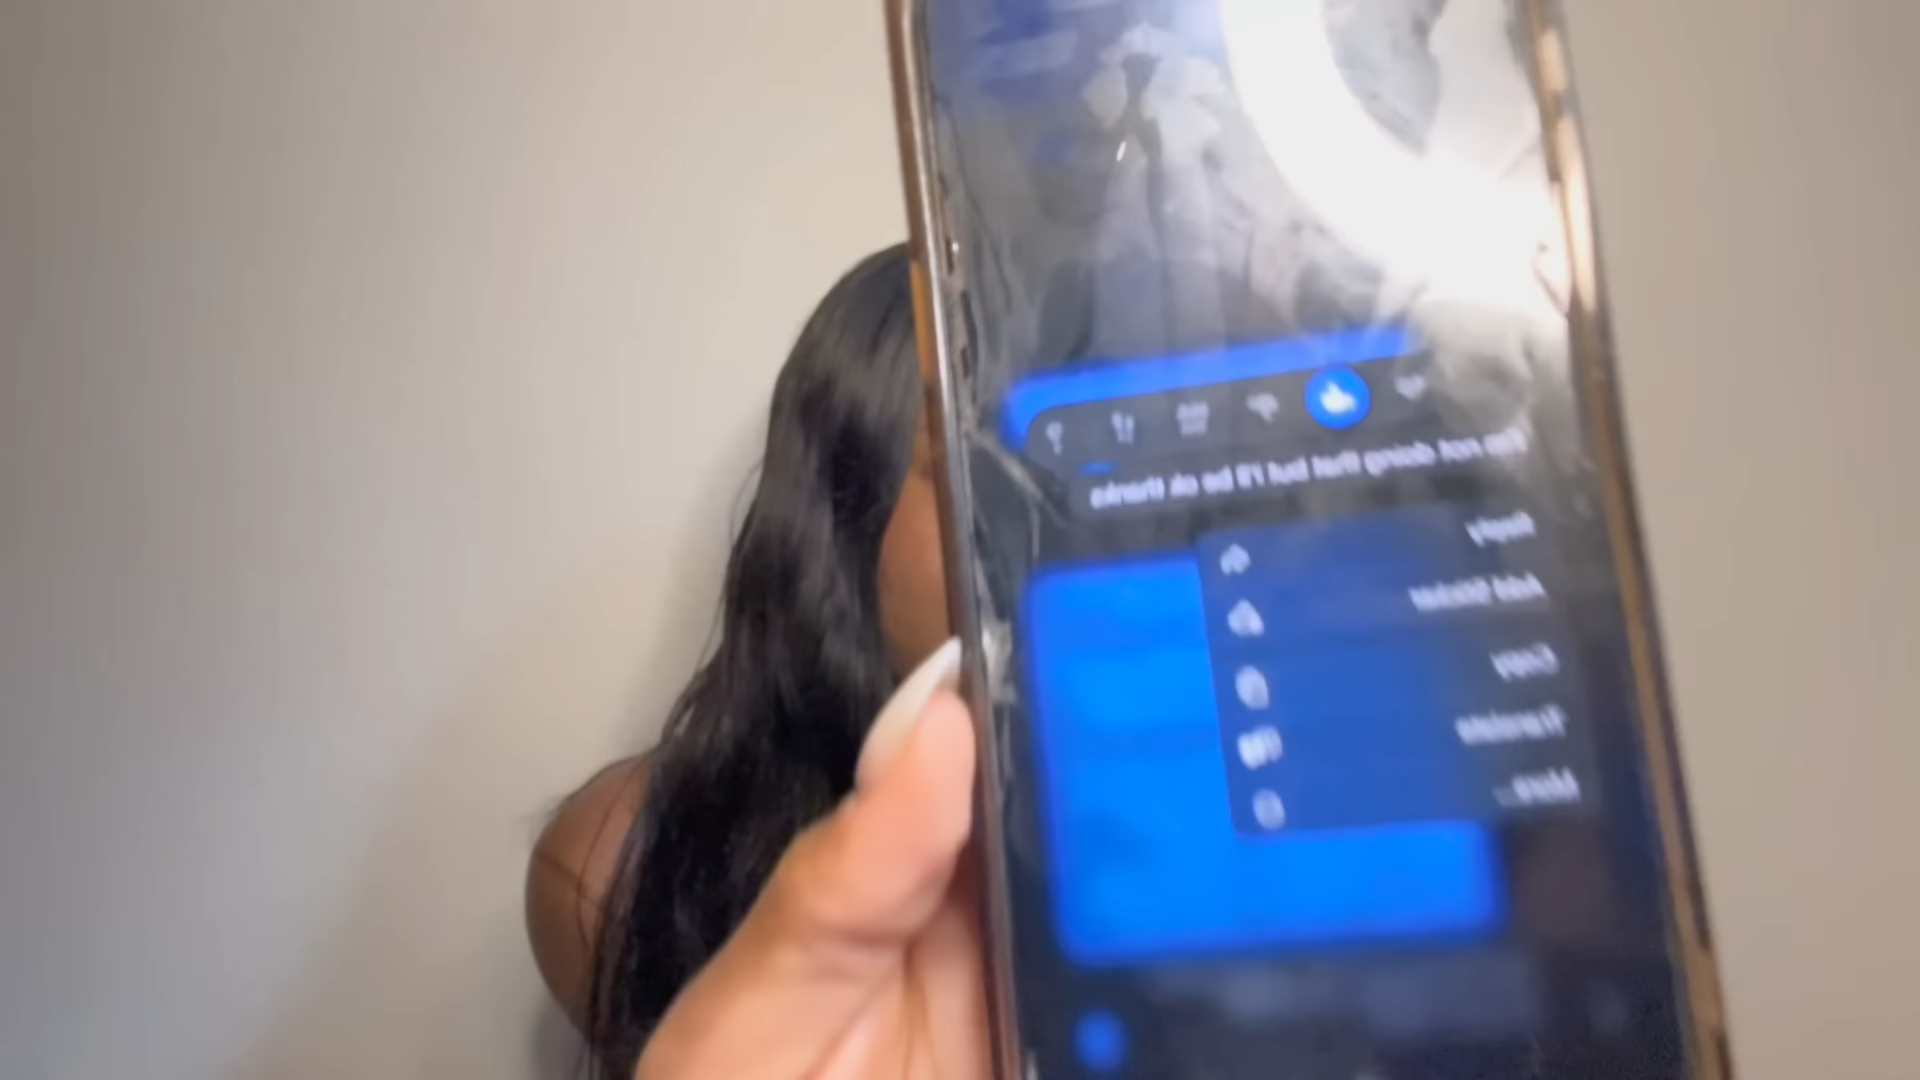 I'm not doing that but I'll be ok thanks
Reply
Add Sticker
Copy
Translate
More...